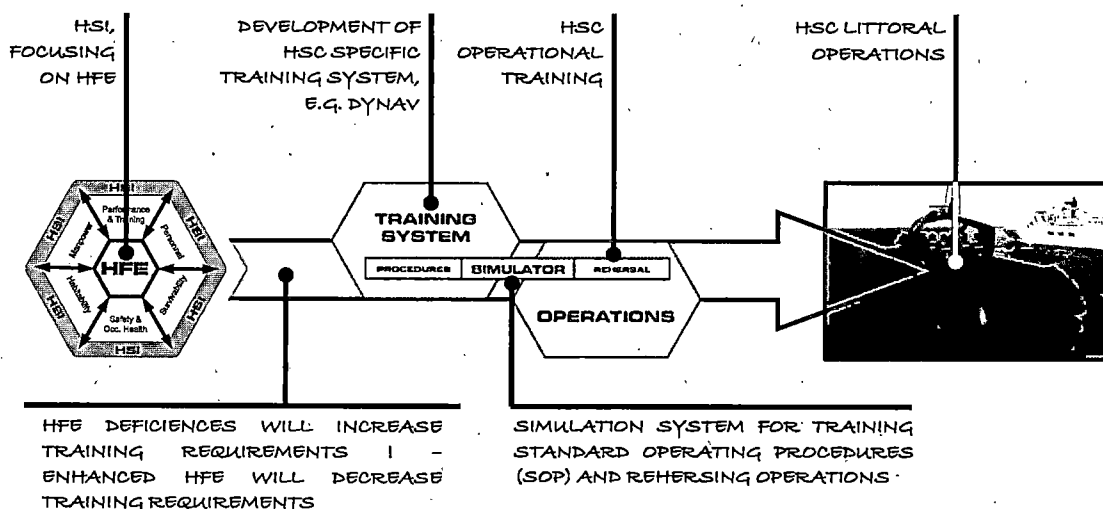 HSI,
FOCUSING
ON HFE
DEVELOPMENT OF
HSC SPECIFIC
TRAINING SYSTEM,
E.G. DYNAV
HSC
OPERATIONAL
TRAINING
HSC LITTORAL
OPERATIONS
HSI
HSI
HSI
HSI
HSI
HSI
Performance
& Training
Manpower
Personnel
HFE
Habitability
Survivability
Safety &
Occ. Health
TRAINING
SYSTEM
PROCEDURES
SIMULATOR
REHERSAL
OPERATIONS
HFE DEFICIENCES WILL INCREASE
TRAINING REQUIREMENTS I –
ENHANCED HFE WILL DECREASE
TRAINING REQUIREMENTS
SIMULATION SYSTEM FOR TRAINING
STANDARD OPERATING PROCEDURES
(SOP) AND REHERSING OPERATIONS